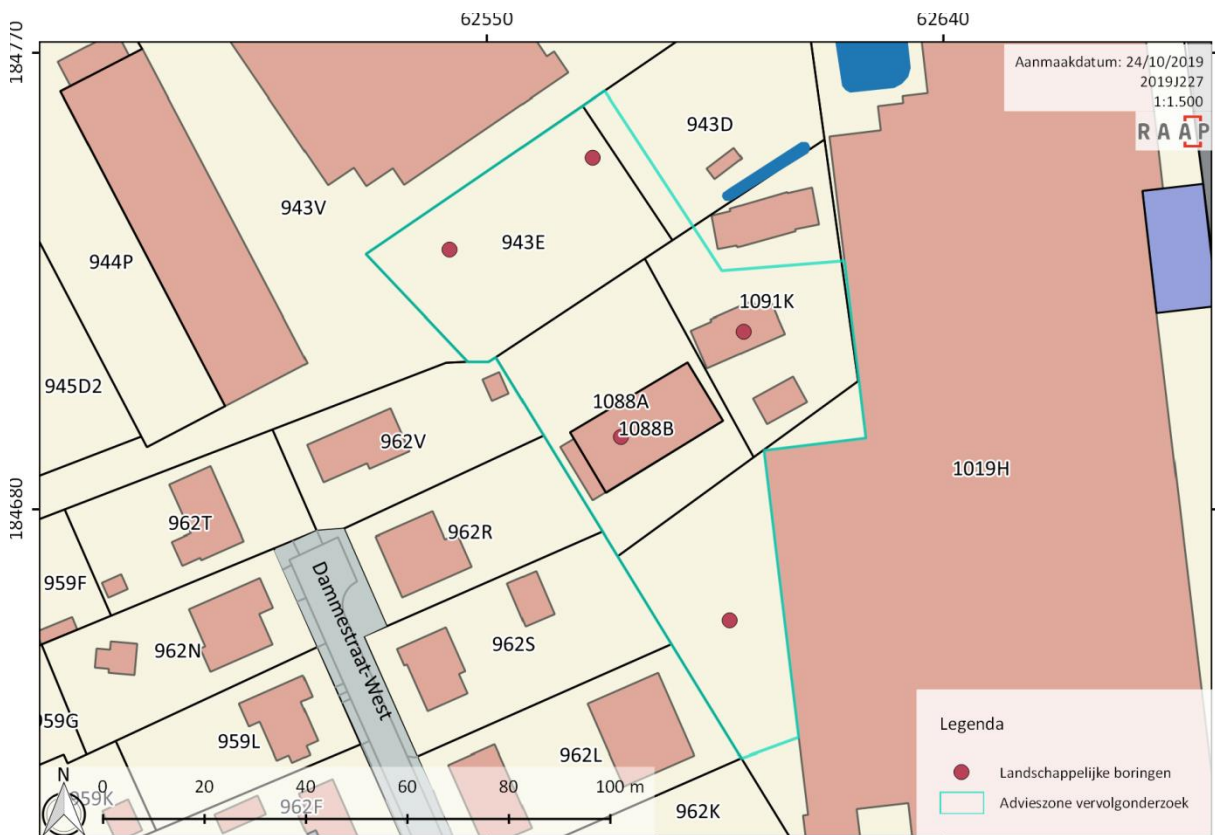 62550
62640
184770
Aanmaakdatum: 24/10/2019
2019J227
1:1.500
RAAP
943D
943V
943E
944P
1091K
945D2
1088A
1088B
962V
1019H
184680
962T
962R
959F
Dammestraat-West
962N
962S
959G
959L
962L
Legenda
Landschappelijke boringen
Advieszone vervolgonderzoek
N
0 20 40 60 80 100 m
959K
962F
962K